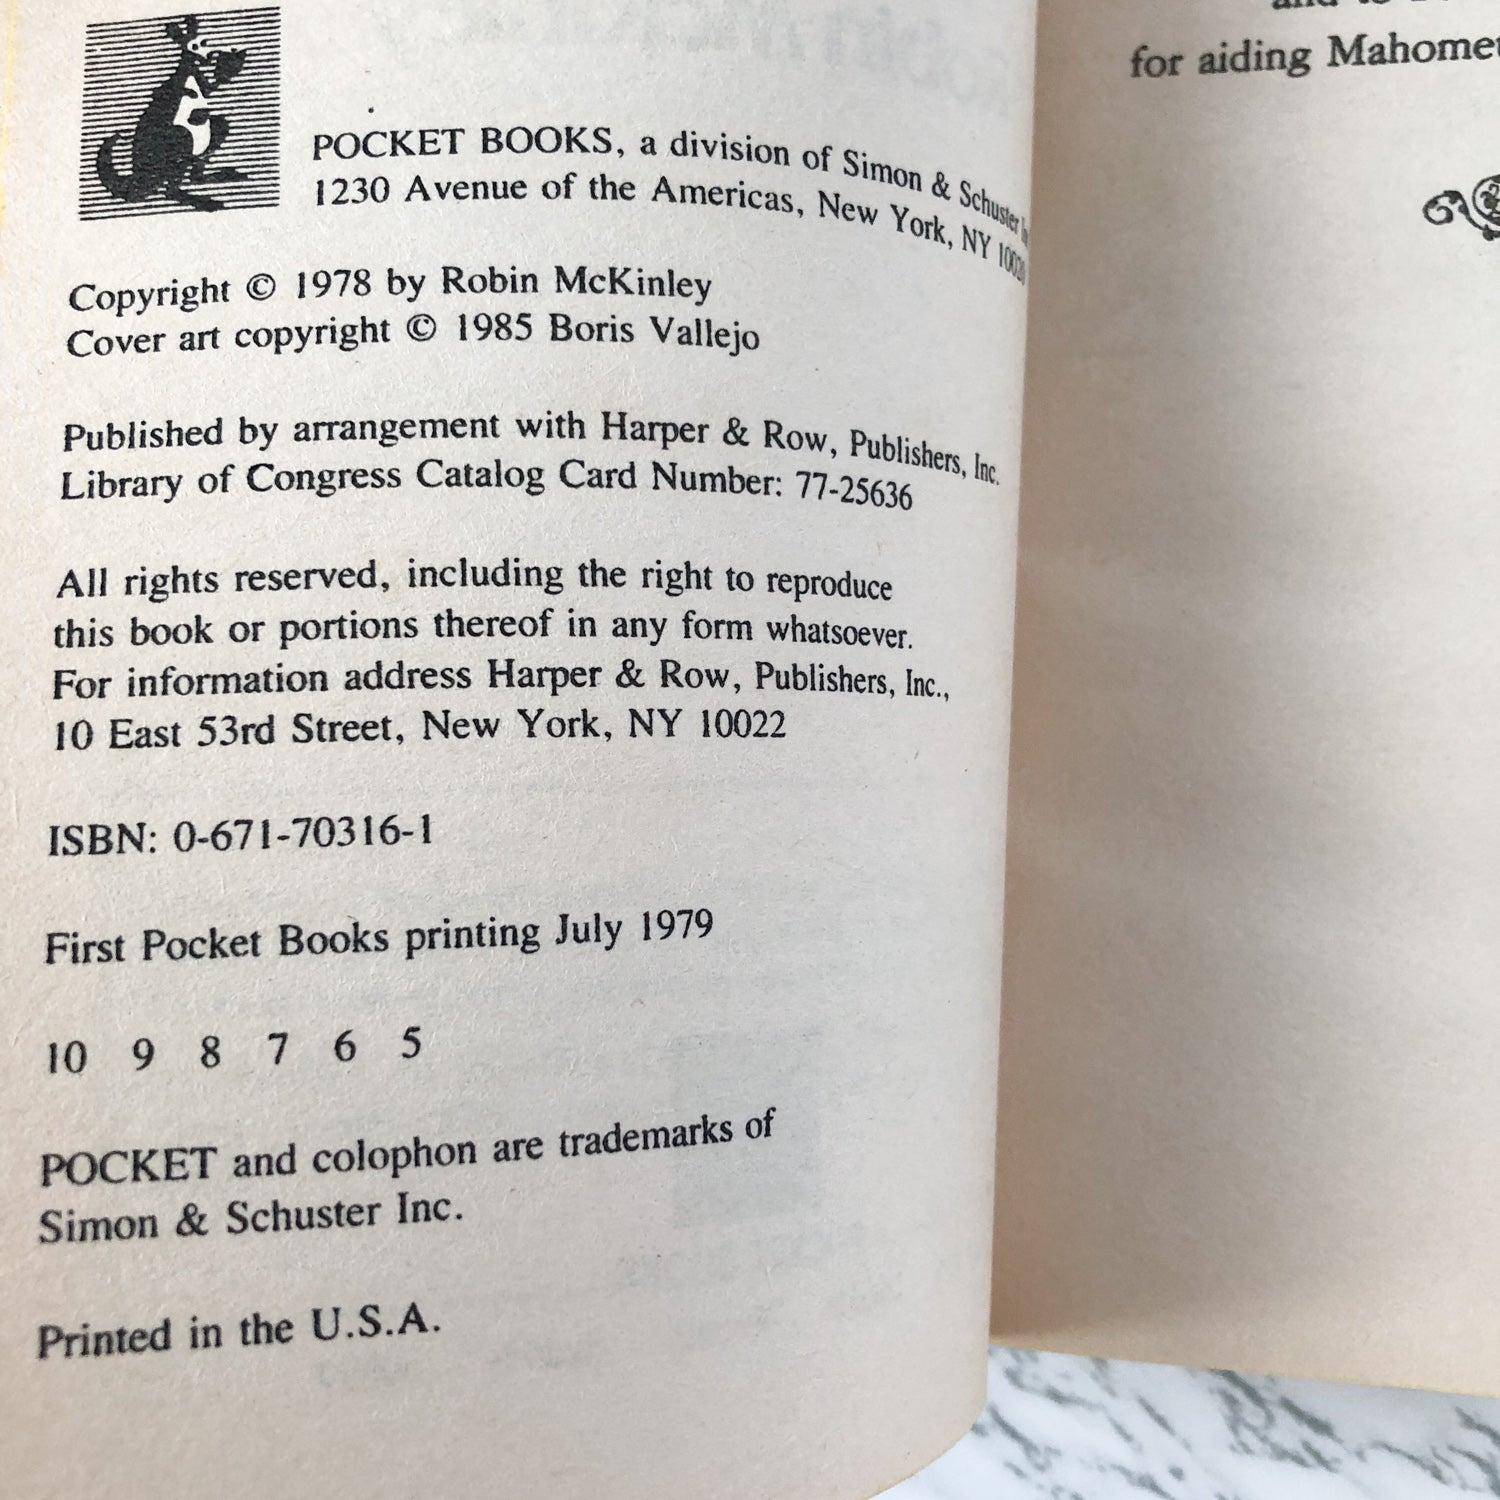 POCKET BOOKS, a division of Simon & Schuster
1230 Avenue of the Americas, New York, NY 10020
Copyright © 1978 by Robin McKinley
Cover art copyright © 1985 Boris Vallejo
Published by arrangement with Harper & Row, Publishers, Inc.
Library of Congress Catalog Card Number: 77-25636
All rights reserved, including the right to reproduce
this book or portions thereof in any form whatsoever.
For information address Harper & Row, Publishers, Inc.,
10 East 53rd Street, New York, NY 10022
ISBN: 0-671-70316-1
First Pocket Books printing July 1979
10 9 8 7 6 5
POCKET and colophon are trademarks of
Simon & Schuster Inc.
Printed in the U.S.A.
and to
for aiding Mahomet